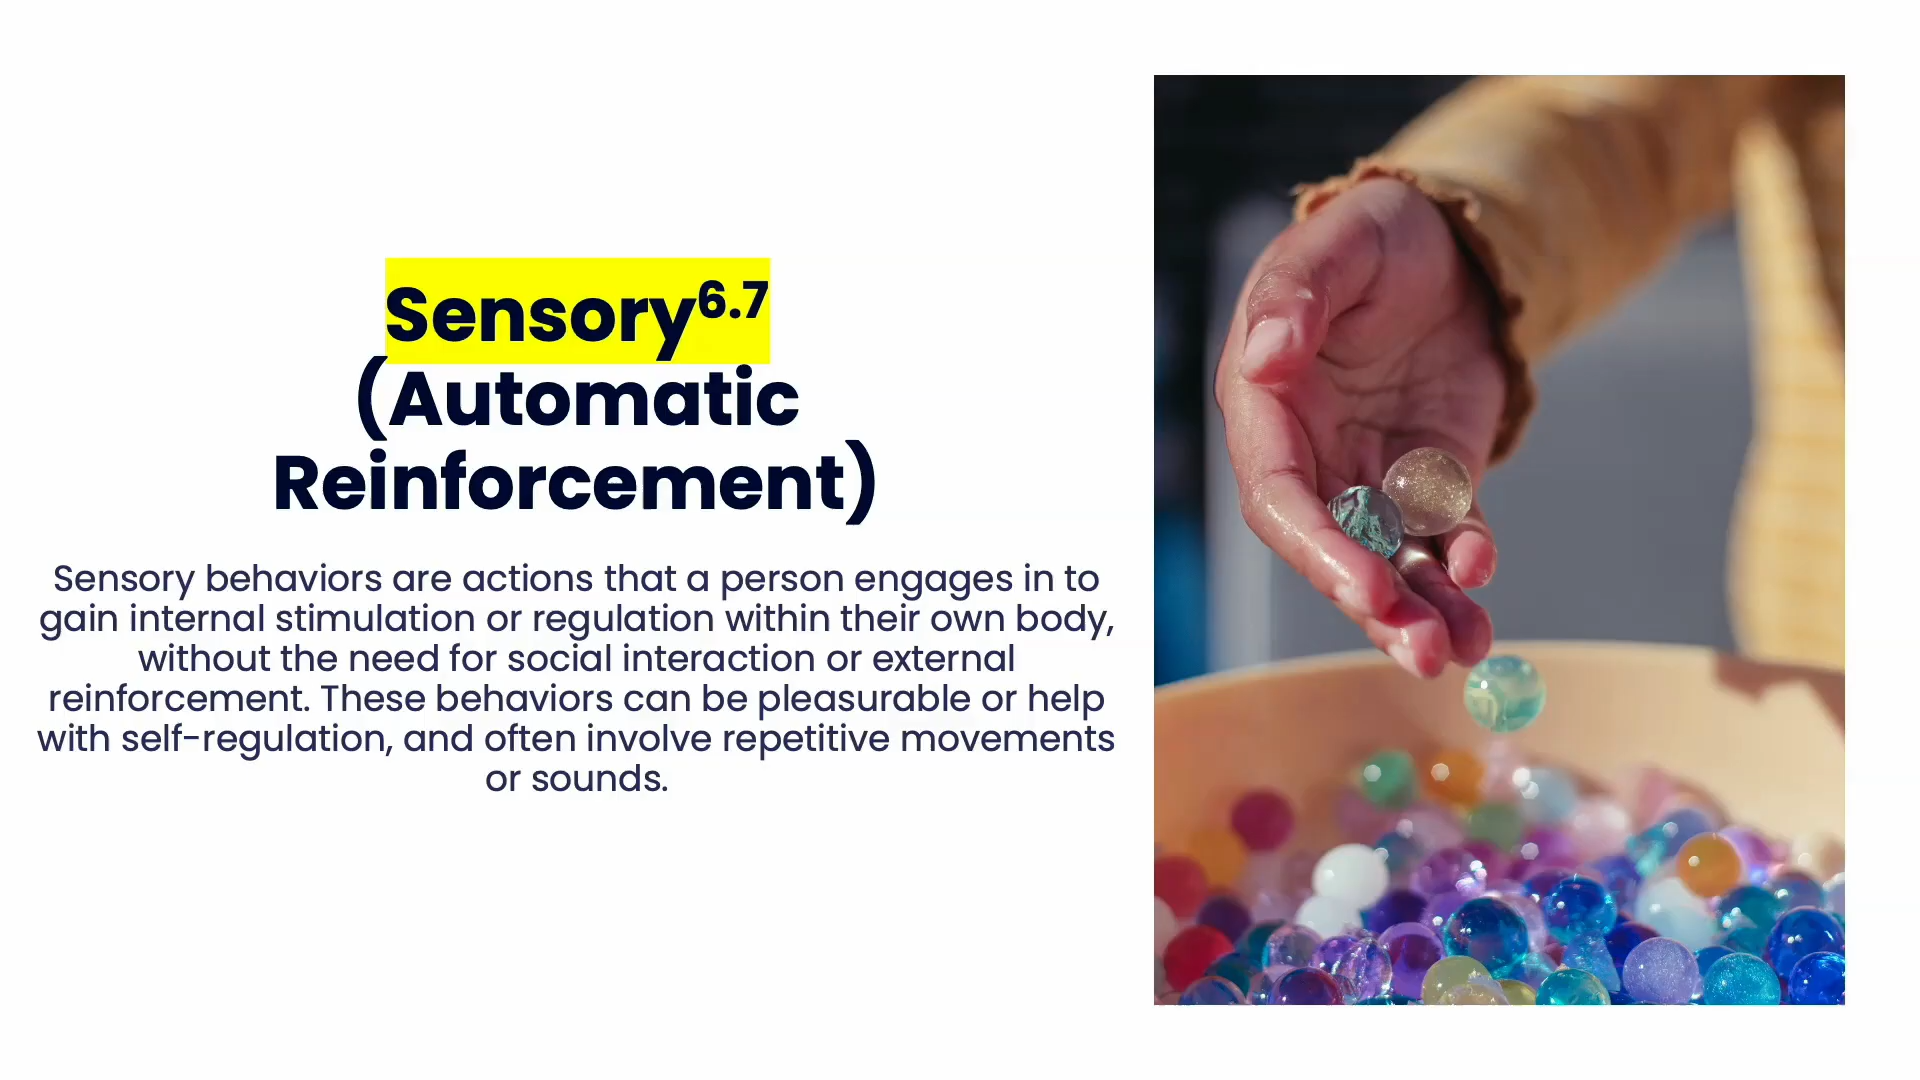 Sensory6.7
(Automatic
Reinforcement)
Sensory behaviors are actions that a person engages in to
gain internal stimulation or regulation within their own body,
without the need for social interaction or external
reinforcement. These behaviors can be pleasurable or help
with self-regulation, and often involve repetitive movements
or sounds.